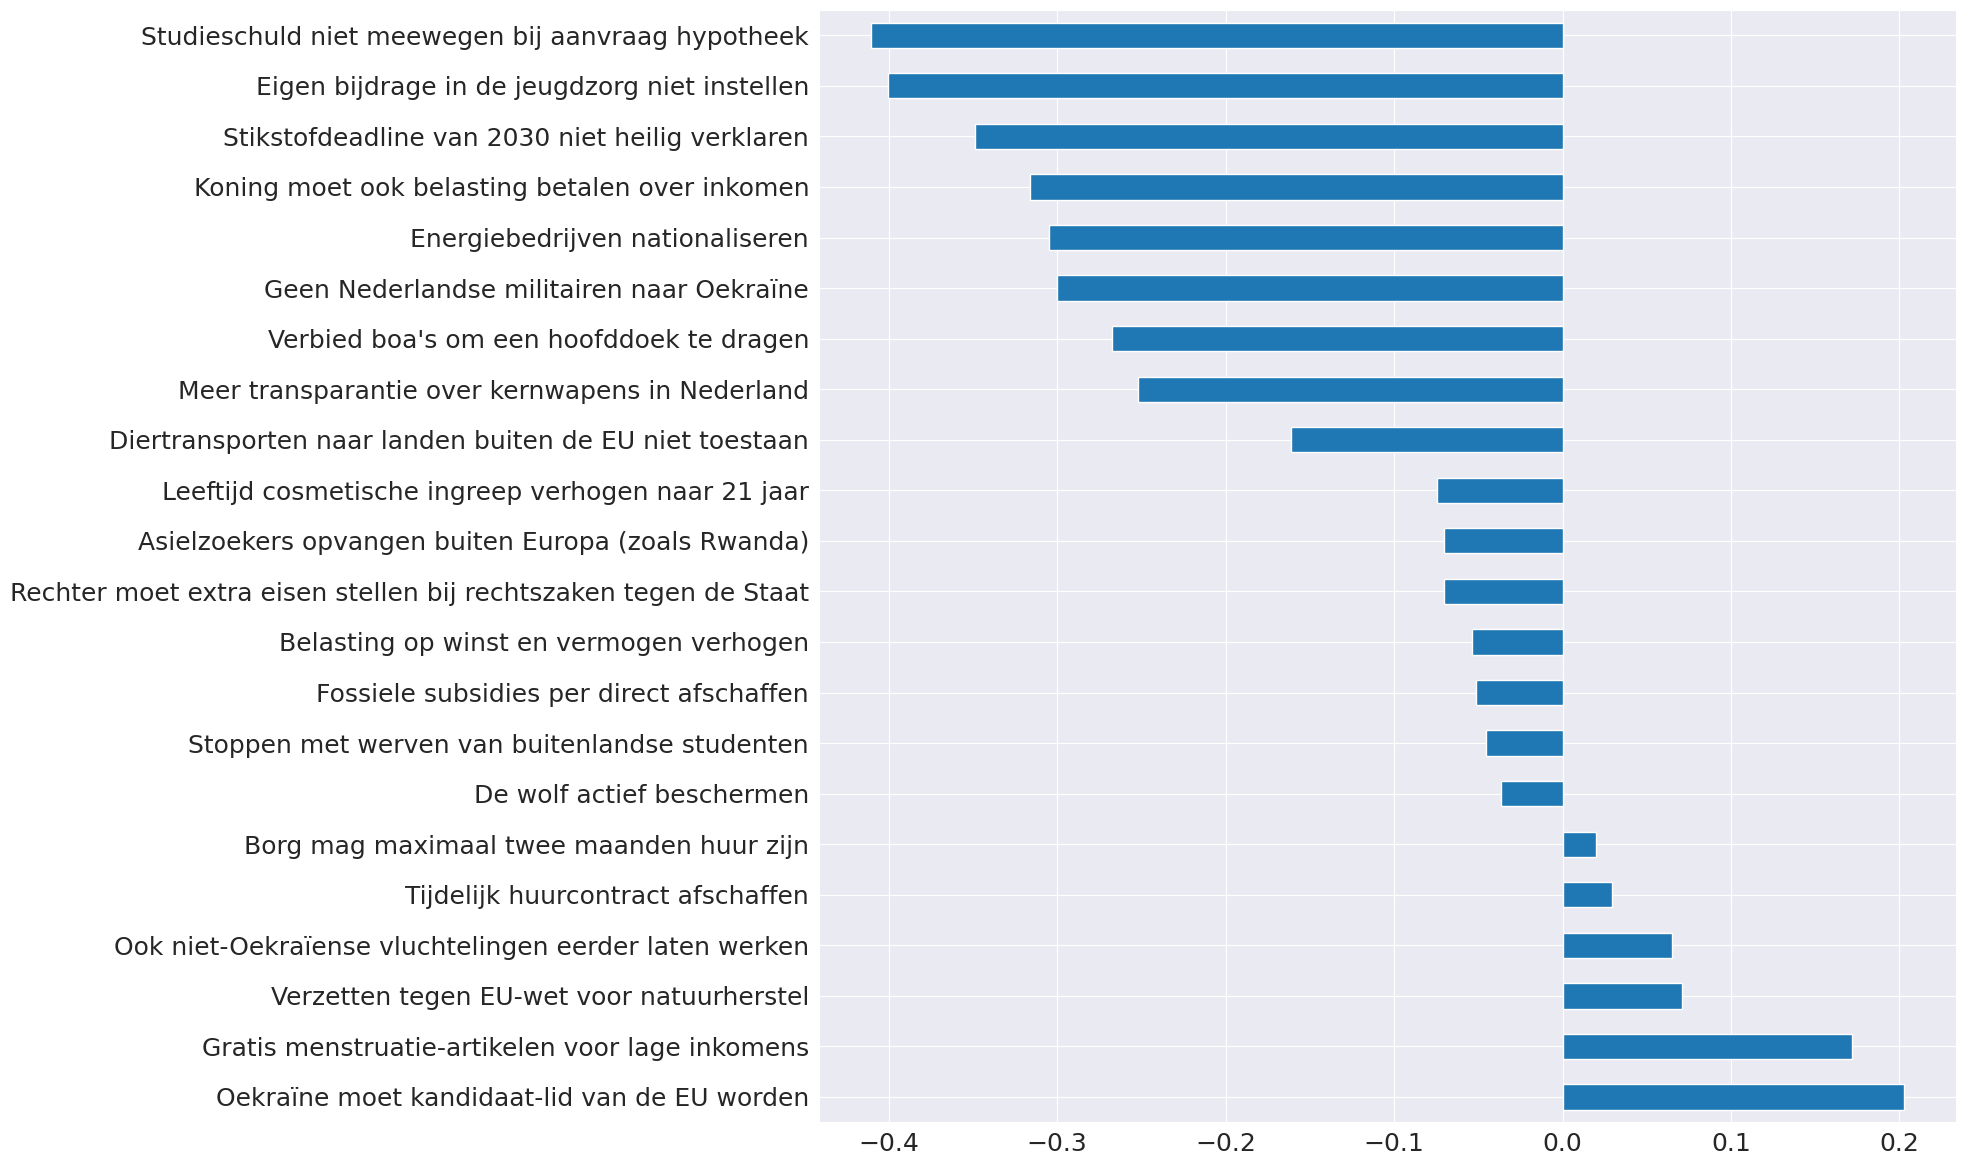 Studieschuld niet meewegen bij aanvraag hypotheek
Eigen bijdrage in de jeugdzorg niet instellen
Stikstofdeadline van 2030 niet heilig verklaren
Koning moet ook belasting betalen over inkomen
Energiebedrijven nationaliseren
Geen Nederlandse militairen naar Oekraïne
Verbied boa's om een hoofddoek te dragen
Meer transparantie over kernwapens in Nederland
Diertransporten naar landen buiten de EU niet toestaan
Leeftijd cosmetische ingreep verhogen naar 21 jaar
Asielzoekers opvangen buiten Europa (zoals Rwanda)
Rechter moet extra eisen stellen bij rechtszaken tegen de Staat
Belasting op winst en vermogen verhogen
Fossiele subsidies per direct afschaffen
Stoppen met werven van buitenlandse studenten
De wolf actief beschermen
Borg mag maximaal twee maanden huur zijn
Tijdelijk huurcontract afschaffen
Ook niet-Oekraïense vluchtelingen eerder laten werken
Verzetten tegen EU-wet voor natuurherstel
Gratis menstruatie-artikelen voor lage inkomens
Oekraïne moet kandidaat-lid van de EU worden
−0.4 −0.3 −0.2 −0.1 0.0 0.1 0.2